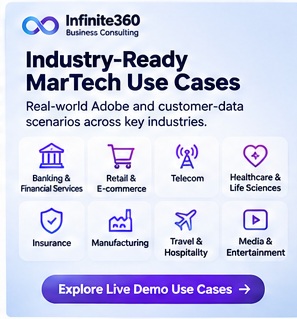 Infinite360
Business Consulting
Industry-Ready
MarTech Use Cases
Real-world Adobe and customer-data
scenarios across key industries.
Banking &
Financial Services
Retail &
E-commerce
Telecom
Healthcare &
Life Sciences
Insurance
Manufacturing
Travel &
Hospitality
Media &
Entertainment
Explore Live Demo Use Cases →